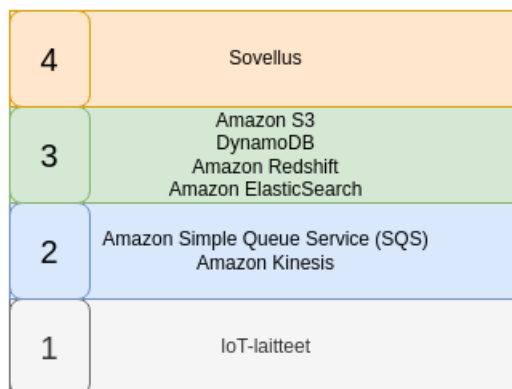 4
Sovellus
3
Amazon S3
DynamoDB
Amazon Redshift
Amazon ElasticSearch
2
Amazon Simple Queue Service (SQS)
Amazon Kinesis
1
IoT-laitteet